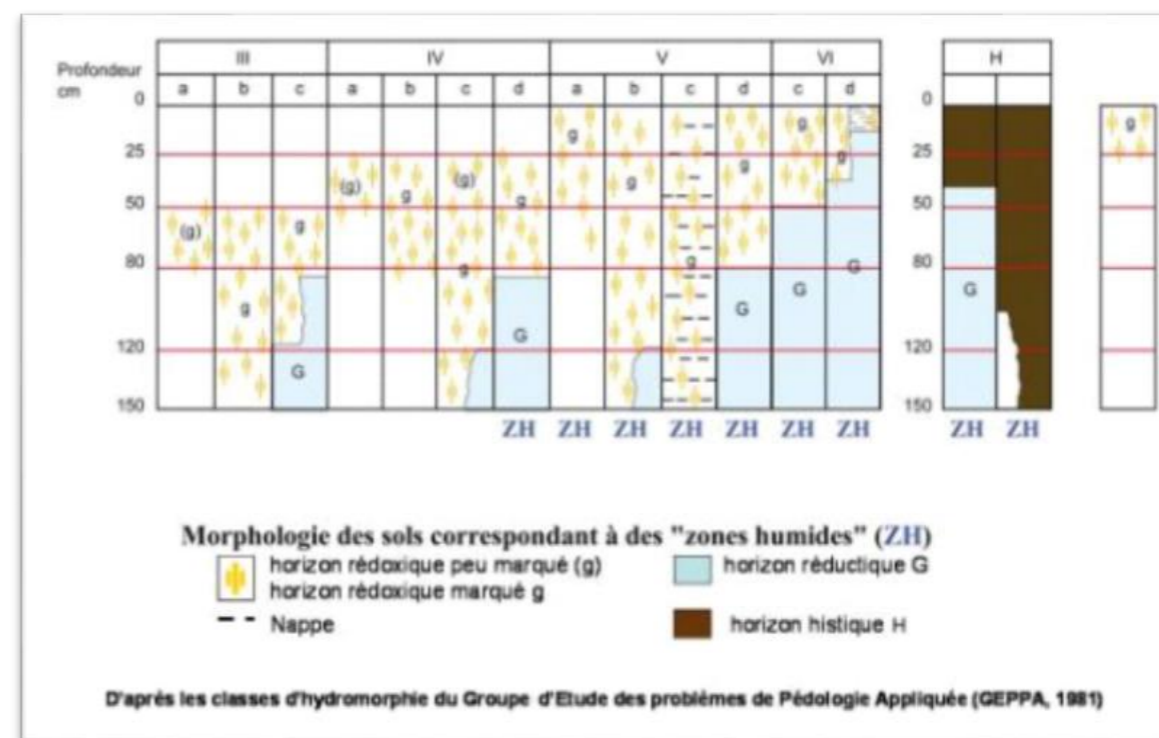 III IV V VI H
Profondeur
cm
a b c a b c d a b c d c d
0 0
g g g
25 25
g
g (g) g (g) g g
50 50
(g) g
g
80 80
g G
g G G G
G
120 120
G
150 150
ZH ZH ZH ZH ZH ZH ZH ZH ZH
Morphologie des sols correspondant à des "zones humides" (ZH)
horizon rédoxique peu marqué (g) horizon réductique G
horizon rédoxique marqué g
Nappe horizon histique H
D'aprés les classes d'hydromorphie du Groupe d'Etude des problèmes de Pédologie Appliquée (GEPPA, 1981)